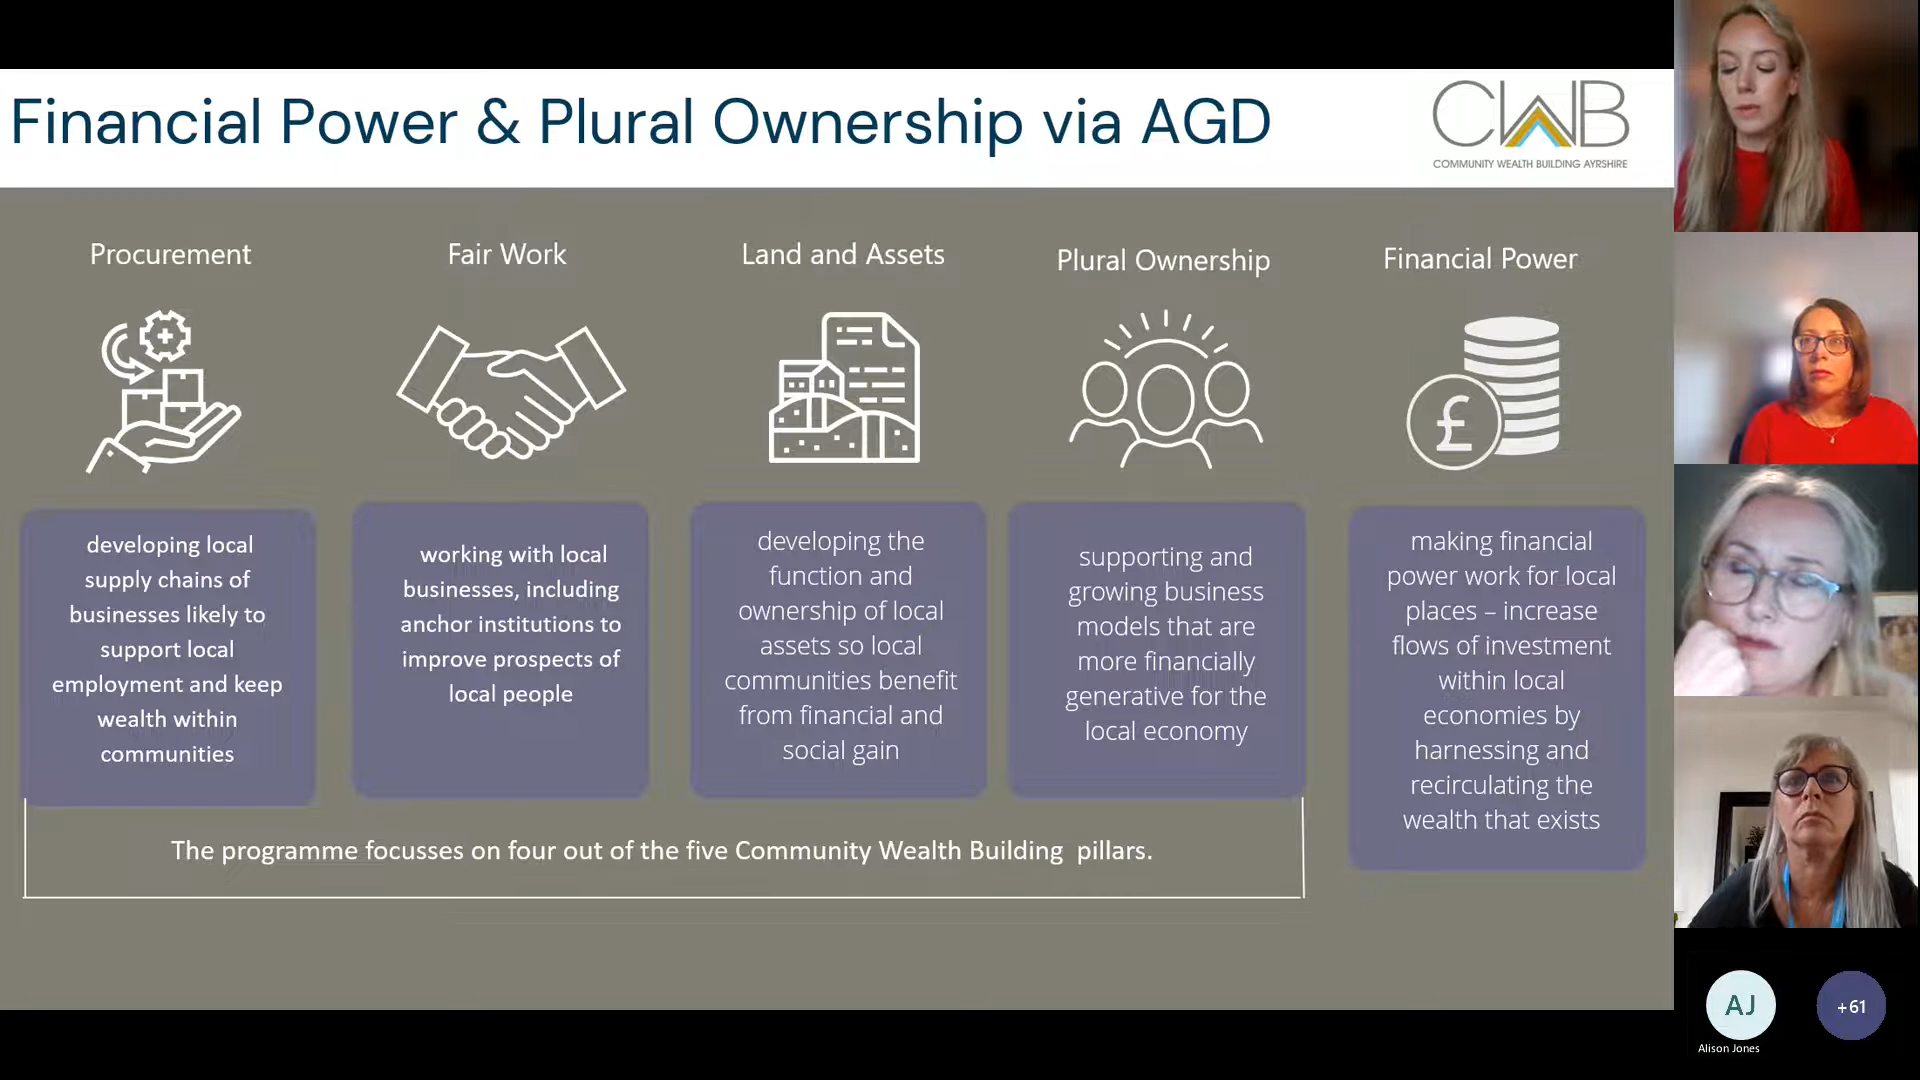 Financial Power & Plural Ownership via AGD
CWB
COMMUNITY WEALTH BUILDING AYRSHIRE
Procurement
developing local
supply chains of
businesses likely to
support local
employment and keep
wealth within
communities
Fair Work
working with local
businesses, including
anchor institutions to
improve prospects of
local people
Land and Assets
developing the
function and
ownership of local
assets so local
communities benefit
from financial and
social gain
Plural Ownership
supporting and
growing business
models that are
more financially
generative for the
local economy
Financial Power
£
making financial
power work for local
places – increase
flows of investment
within local
economies by
harnessing and
recirculating the
wealth that exists
The programme focusses on four out of the five Community Wealth Building pillars.
AJ
Alison Jones
+61